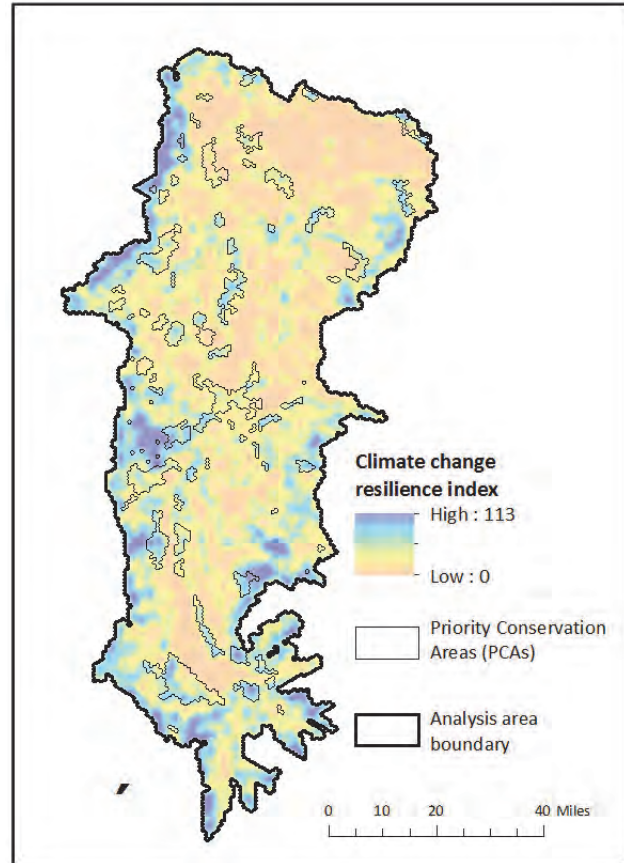 Climate change
resilience index
High : 113
Low : 0
Priority Conservation
Areas (PCAs)
Analysis area
boundary
0 10 20 40 Miles